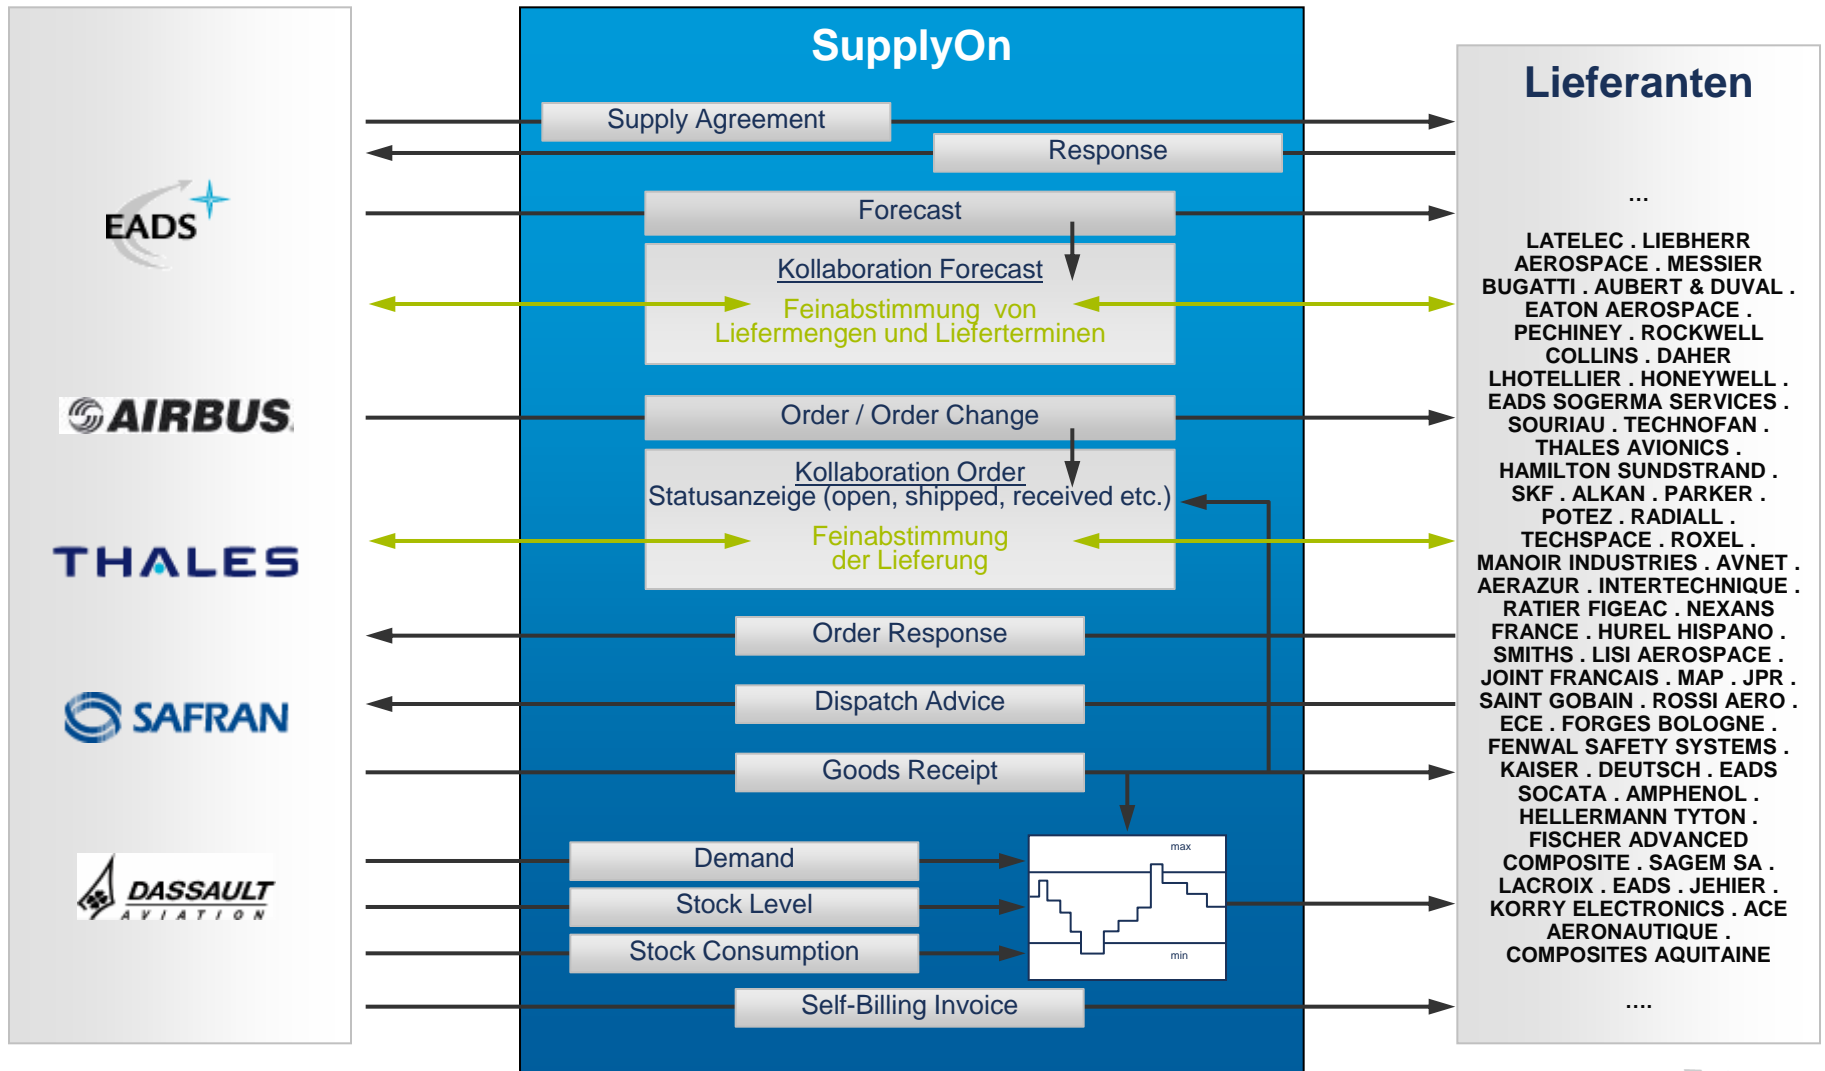 SupplyOn
Supply Agreement
Response
Forecast
Kollaboration Forecast
Feinabstimmung von
Liefermengen und Lieferterminen
Order / Order Change
Kollaboration Order
Statusanzeige (open, shipped, received etc.)
Feinabstimmung
der Lieferung
Order Response
Dispatch Advice
Goods Receipt
Demand
Stock Level
Stock Consumption
max
min
Self-Billing Invoice
EADS
AIRBUS
THALES
SAFRAN
DASSAULT
AVIATION
Lieferanten
...
LATELEC . LIEBHERR
AEROSPACE . MESSIER
BUGATTI . AUBERT & DUVAL .
EATON AEROSPACE .
PECHINEY . ROCKWELL
COLLINS . DAHER
LHOTELLIER . HONEYWELL .
EADS SOGERMA SERVICES .
SOURIAU . TECHNOFAN .
THALES AVIONICS .
HAMILTON SUNDSTRAND .
SKF . ALKAN . PARKER .
POTEZ . RADIALL .
TECHSPACE . ROXEL .
MANOIR INDUSTRIES . AVNET .
AERAZUR . INTERTECHNIQUE .
RATIER FIGEAC . NEXANS
FRANCE . HUREL HISPANO .
SMITHS . LISI AEROSPACE .
JOINT FRANCAIS . MAP . JPR .
SAINT GOBAIN . ROSSI AERO .
ECE . FORGES BOLOGNE .
FENWAL SAFETY SYSTEMS .
KAISER . DEUTSCH . EADS
SOCATA . AMPHENOL .
HELLERMANN TYTON .
FISCHER ADVANCED
COMPOSITE . SAGEM SA .
LACROIX . EADS . JEHIER .
KORRY ELECTRONICS . ACE
AERONAUTIQUE .
COMPOSITES AQUITAINE
....